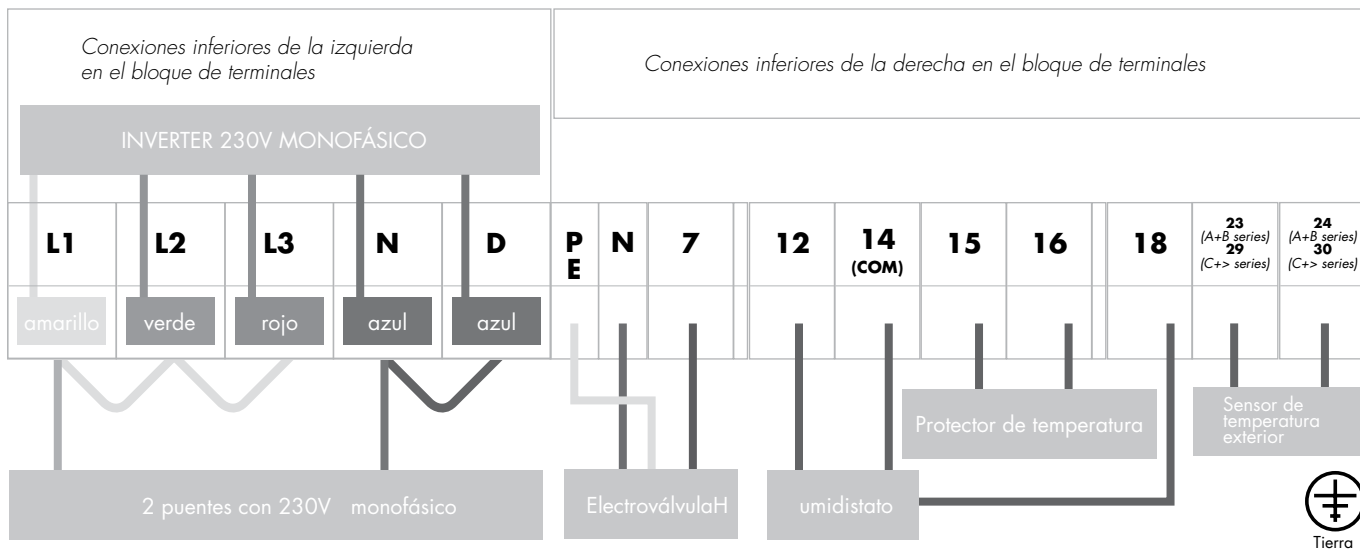 Conexiones inferiores de la izquierda
en el bloque de terminales
Conexiones inferiores de la derecha en el bloque de terminales
INVERTER 230V MONOFÁSICO
L1 L2 L3 N D P N 7 12 14 15 16 18 23 24
E (COM) (A+B series) (A+B series)
29 30
(C+> series) (C+> series)
amarillo verde rojo azul azul
Protector de temperatura
Sensor de
temperatura
exterior
2 puentes con 230V monofásico
ElectroválvulaH
umidistato
Tierra